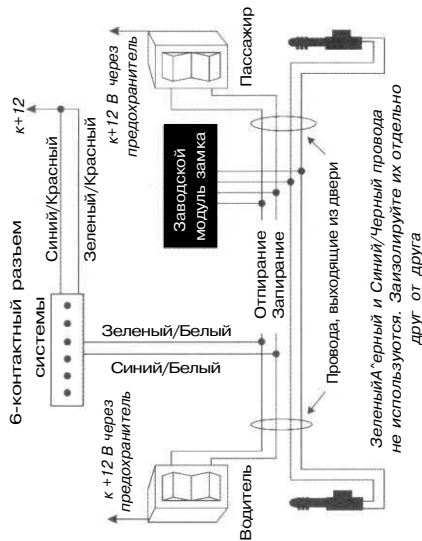 6-контактный разъем
системы
к+12
Синий/Красный
Зеленый/Красный
Зеленый/Белый
Синий/Белый
к +12 В через
предохранитель
Водитель
к+12 В через
предохранитель
Пассажир
Заводской
модуль замка
Отпирание
Запирание
Провода, выходящие из двери
ЗеленыйА^ерный и Синий/Черный провода
не используются. Заизолируйте их отдельно
друг от друга